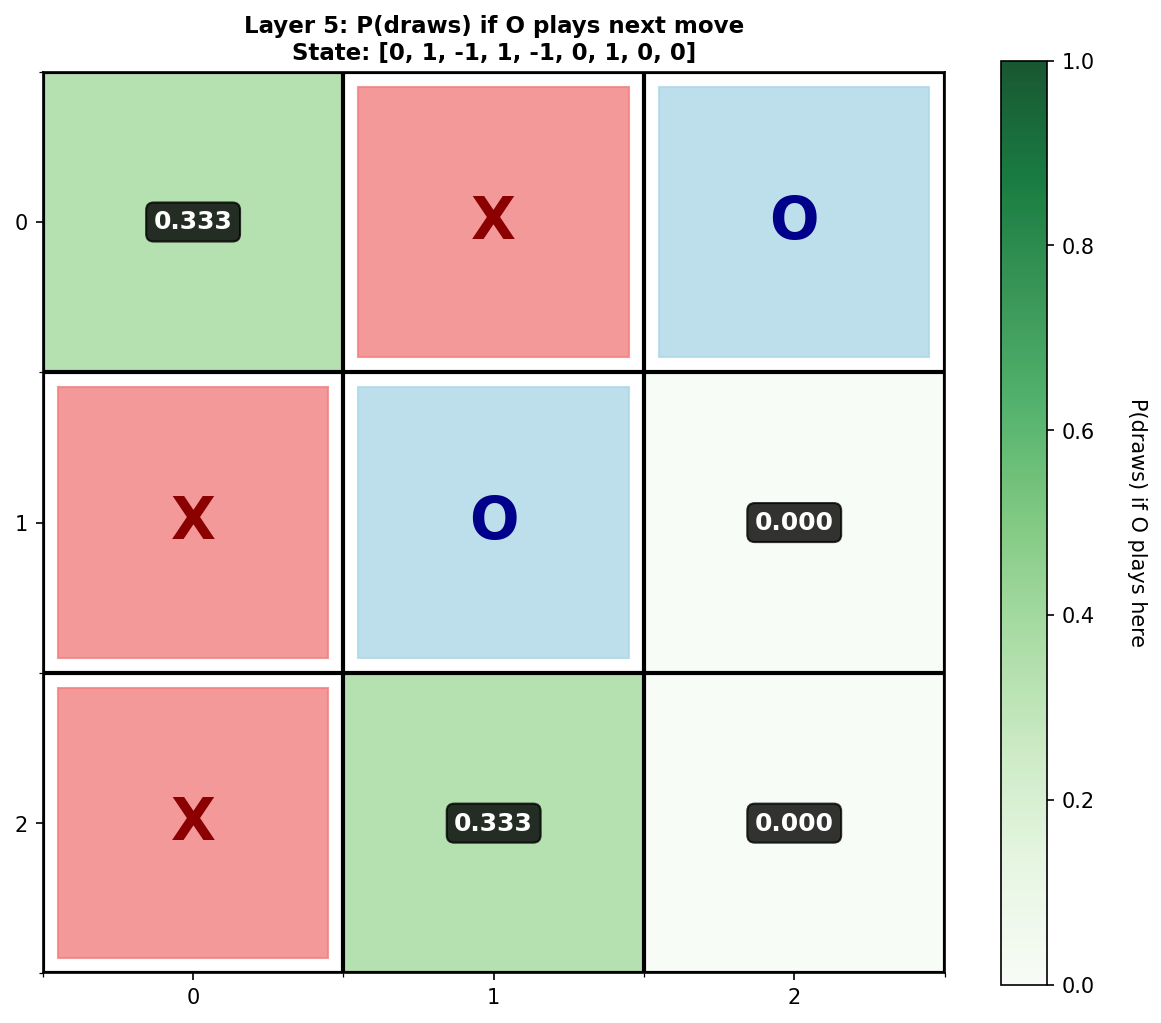 Layer 5: P(draws) if O plays next move
State: [0, 1, -1, 1, -1, 0, 1, 0, 0]
1.0
0.8
0.6
0.4
0.2
0.0
P(draws) if O plays here
0
0.333
X
O
1
X
O
0.000
2
X
0.333
0.000
0
1
2